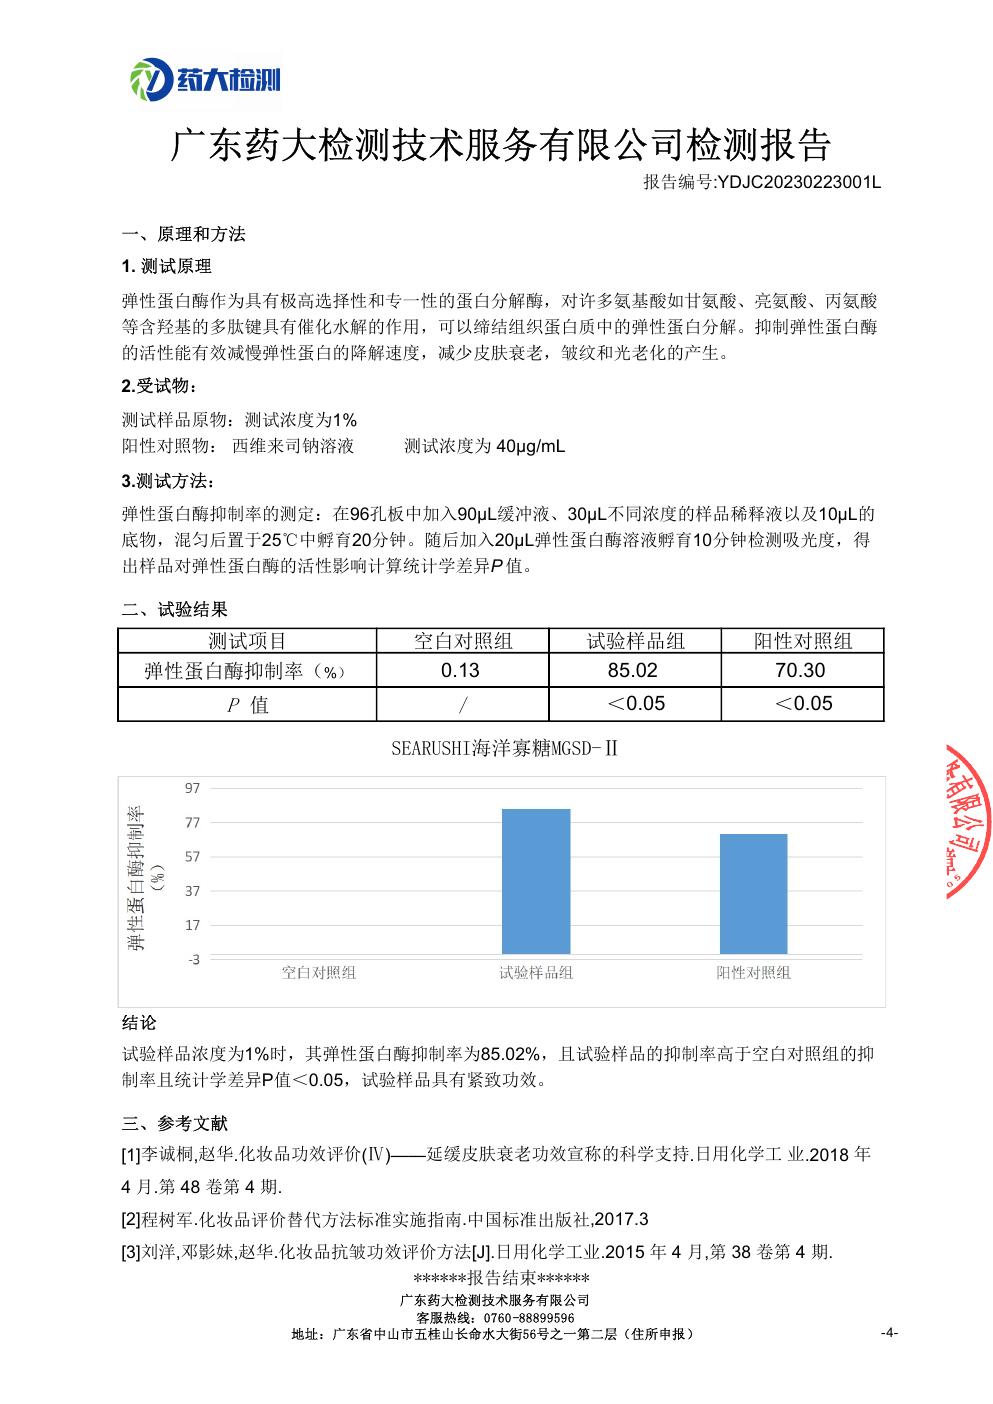 药大检测
广东药大检测技术服务有限公司检测报告
报告编号:YDJC20230223001L
一、原理和方法
1. 测试原理
弹性蛋白酶作为具有极高选择性和专一性的蛋白分解酶，对许多氨基酸如甘氨酸、亮氨酸、丙氨酸
等含羟基的多肽键具有催化水解的作用，可以缔结组织蛋白质中的弹性蛋白分解。抑制弹性蛋白酶
的活性能有效减慢弹性蛋白的降解速度，减少皮肤衰老，皱纹和光老化的产生。
2.受试物：
测试样品原物：测试浓度为1%
阳性对照物： 西维来司钠溶液 测试浓度为 40μg/mL
3.测试方法：
弹性蛋白酶抑制率的测定：在96孔板中加入90μL缓冲液、30μL不同浓度的样品稀释液以及10μL的
底物，混匀后置于25℃中孵育20分钟。随后加入20μL弹性蛋白酶溶液孵育10分钟检测吸光度，得
出样品对弹性蛋白酶的活性影响计算统计学差异P值。
二、试验结果
测试项目 空白对照组 试验样品组 阳性对照组
弹性蛋白酶抑制率（%） 0.13 85.02 70.30
P 值 / ＜0.05 ＜0.05
SEARUSHI海洋寡糖MGSD-Ⅱ
弹性蛋白酶抑制率
（%）
97
77
57
37
17
-3
空白对照组 试验样品组 阳性对照组
有限公司
章
05
结论
试验样品浓度为1%时，其弹性蛋白酶抑制率为85.02%，且试验样品的抑制率高于空白对照组的抑
制率且统计学差异P值＜0.05，试验样品具有紧致功效。
三、参考文献
[1]李诚桐,赵华.化妆品功效评价(Ⅳ)——延缓皮肤衰老功效宣称的科学支持.日用化学工 业.2018 年
4 月.第 48 卷第 4 期.
[2]程树军.化妆品评价替代方法标准实施指南.中国标准出版社,2017.3
[3]刘洋,邓影妹,赵华.化妆品抗皱功效评价方法[J].日用化学工业.2015 年 4 月,第 38 卷第 4 期.
******报告结束******
广东药大检测技术服务有限公司
客服热线：0760-88899596
地址：广东省中山市五桂山长命水大街56号之一第二层（住所申报）
-4-